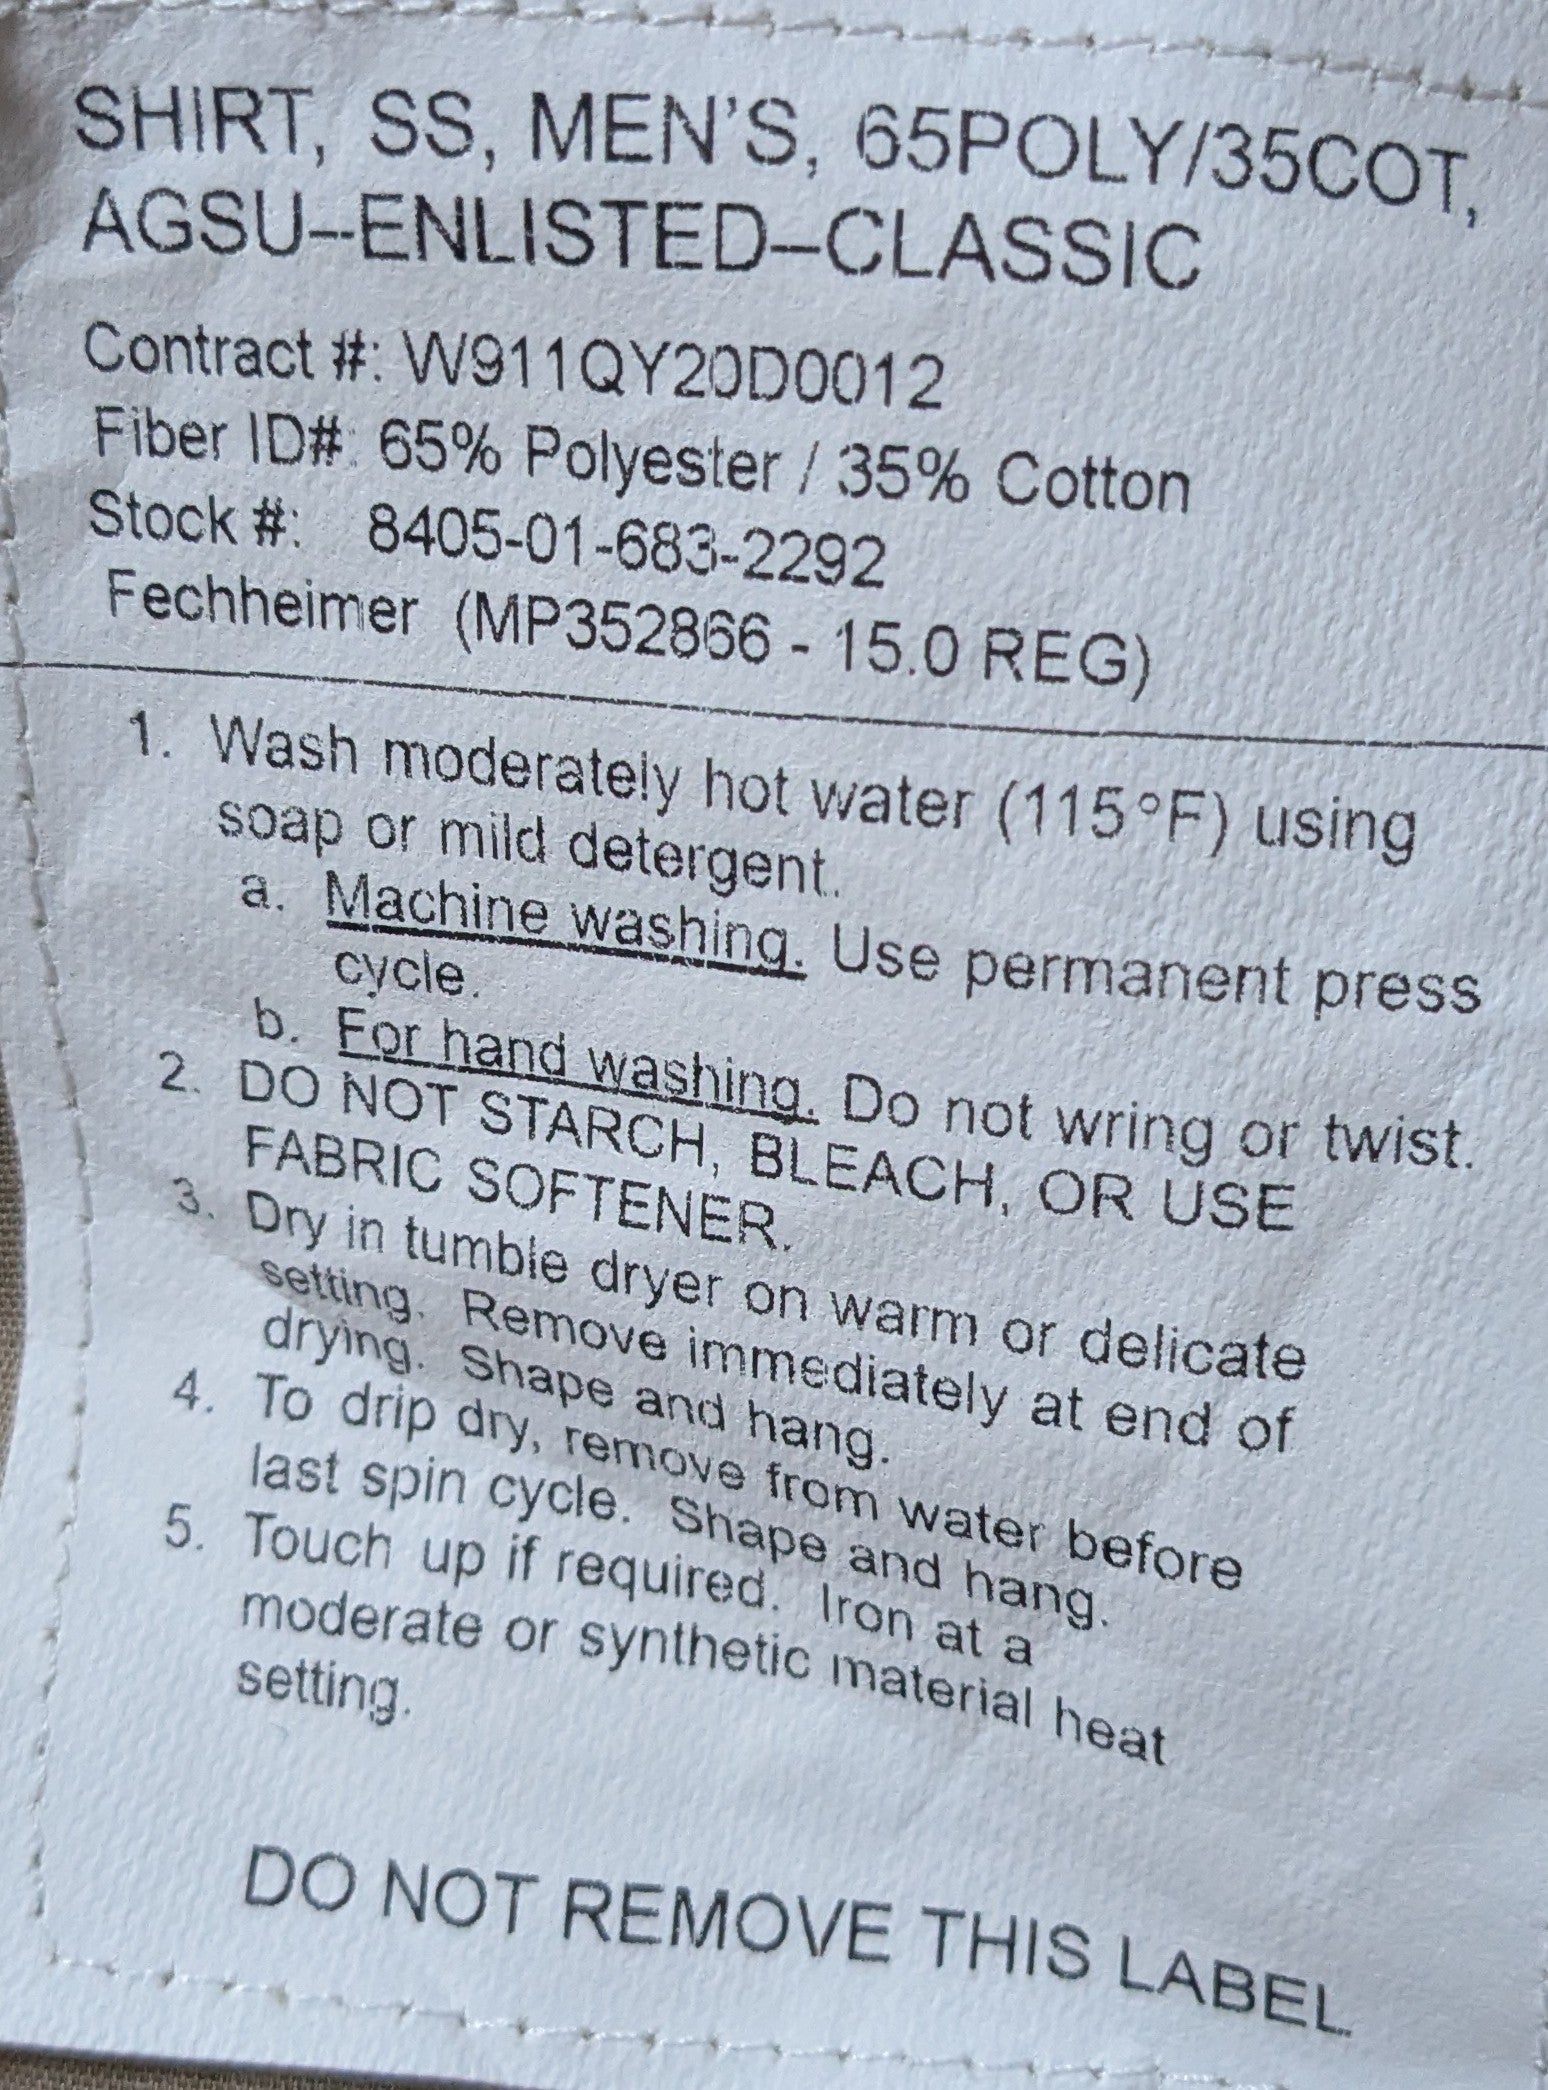 SHIRT, SS, MEN'S, 65POLY/35COT,
AGSU--ENLISTED–CLASSIC
Contract #: W911QY20D0012
Fiber ID#: 65% Polyester / 35% Cotton
Stock #: 8405-01-683-2292
Fechheimer (MP352866 - 15.0 REG)
1. Wash moderately hot water (115°F) using
soap or mild detergent.
a. Machine washing. Use permanent press
cycle.
b. For hand washing. Do not wring or twist.
2. DO NOT STARCH, BLEACH, OR USE
FABRIC SOFTENER.
3. Dry in tumble dryer on warm or delicate
setting. Remove immediately at end of
drying. Shape and hang.
4. To drip dry, remove from water before
last spin cycle. Shape and hang.
5. Touch up if required. Iron at a
moderate or synthetic material heat
setting.
DO NOT REMOVE THIS LABEL